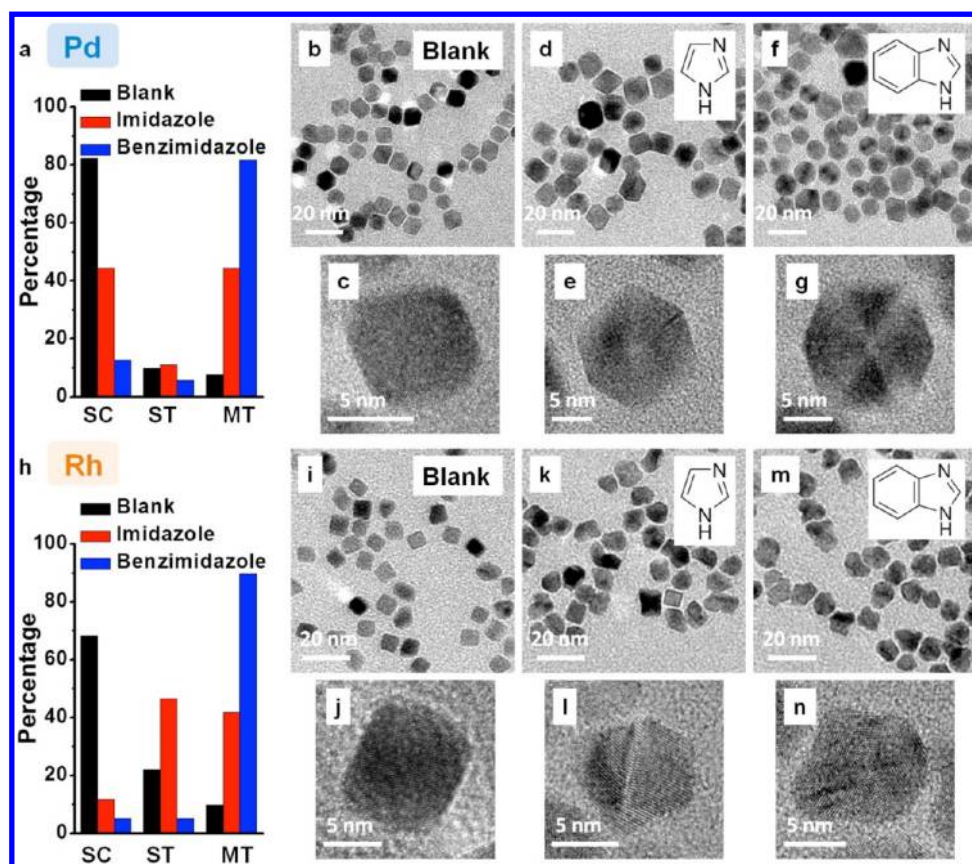 a
Pd
Blank
Imidazole
Benzimidazole
Percentage
100
80
60
40
20
0
SC
ST
MT
b
Blank
20 nm
d
N
N
H
20 nm
f
N
N
H
20 nm
c
5 nm
e
5 nm
g
5 nm
h
Rh
Blank
Imidazole
Benzimidazole
Percentage
100
80
60
40
20
0
SC
ST
MT
i
Blank
20 nm
k
N
N
H
20 nm
m
N
N
H
20 nm
j
5 nm
l
5 nm
n
5 nm